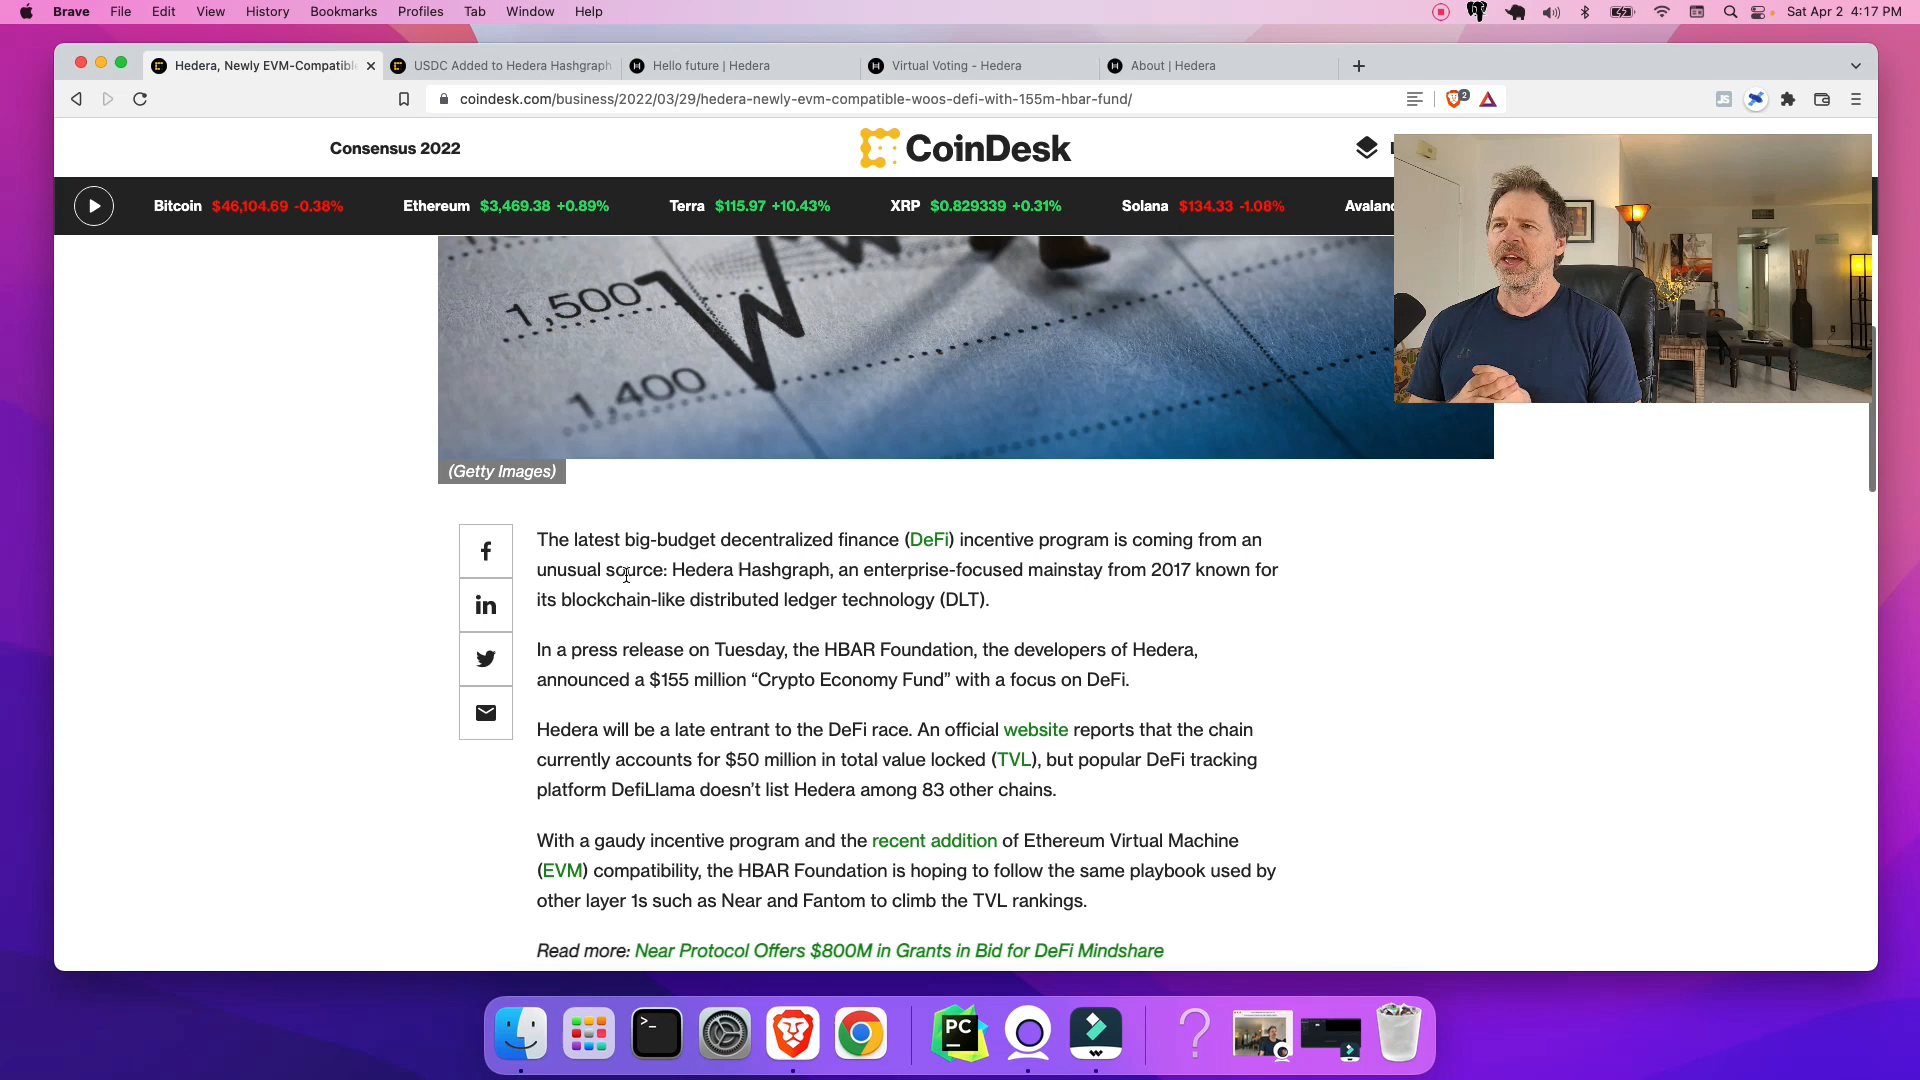 Brave File Edit View History Bookmarks Profiles Tab Window Help
Sat Apr 2 4:17 PM
Hedera, Newly EVM-Compatible
USDC Added to Hedera Hashgraph
Hello future | Hedera
Virtual Voting - Hedera
About | Hedera
coindesk.com/business/2022/03/29/hedera-newly-evm-compatible-woos-defi-with-155m-hbar-fund/
2
JS
Consensus 2022
CoinDesk
Bitcoin $46,104.69 -0.38% Ethereum $3,469.38 +0.89% Terra $115.97 +10.43% XRP $0.829339 +0.31% Solana $134.33 -1.08% Avalanc
1,500
1,400
(Getty Images)
The latest big-budget decentralized finance (DeFi) incentive program is coming from an
unusual source: Hedera Hashgraph, an enterprise-focused mainstay from 2017 known for
its blockchain-like distributed ledger technology (DLT).
In a press release on Tuesday, the HBAR Foundation, the developers of Hedera,
announced a $155 million “Crypto Economy Fund” with a focus on DeFi.
Hedera will be a late entrant to the DeFi race. An official website reports that the chain
currently accounts for $50 million in total value locked (TVL), but popular DeFi tracking
platform DefiLlama doesn’t list Hedera among 83 other chains.
With a gaudy incentive program and the recent addition of Ethereum Virtual Machine
(EVM) compatibility, the HBAR Foundation is hoping to follow the same playbook used by
other layer 1s such as Near and Fantom to climb the TVL rankings.
Read more: Near Protocol Offers $800M in Grants in Bid for DeFi Mindshare
PC